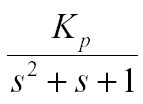 K_p
s^2 + s + 1